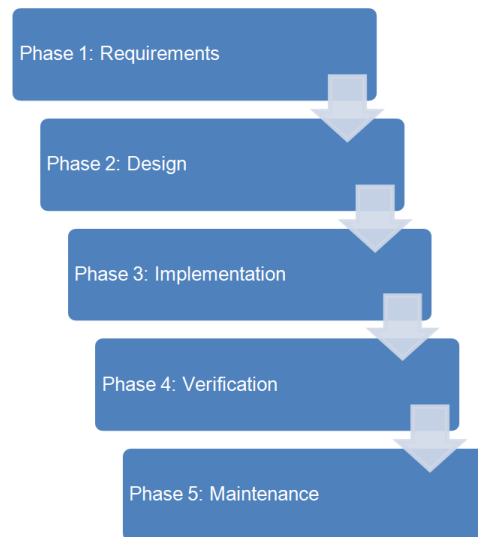 Phase 1: Requirements
Phase 2: Design
Phase 3: Implementation
Phase 4: Verification
Phase 5: Maintenance